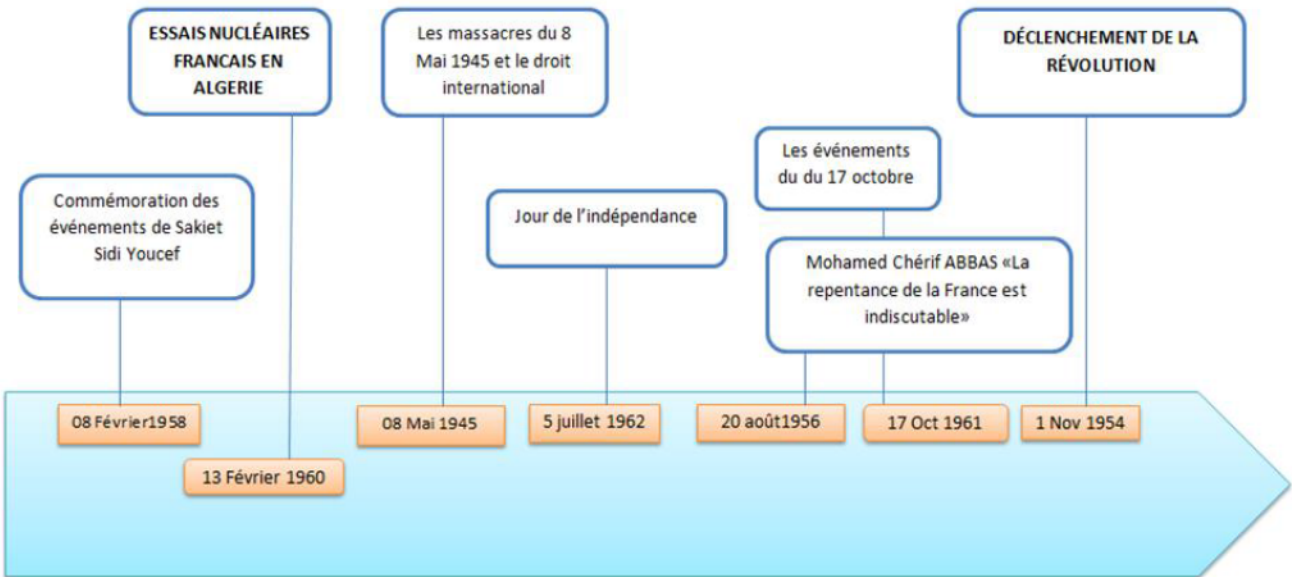 ESSAIS NUCLÉAIRES
FRANCAIS EN
ALGERIE
Les massacres du 8
Mai 1945 et le droit
international
DÉCLENCHEMENT DE LA
RÉVOLUTION
Les événements
du du 17 octobre
Commémoration des
événements de Sakiet
Sidi Youcef
Jour de l’indépendance
Mohamed Chérif ABBAS «La
repentance de la France est
indiscutable»
08 Février1958
13 Février 1960
08 Mai 1945
5 juillet 1962
20 août1956
17 Oct 1961
1 Nov 1954